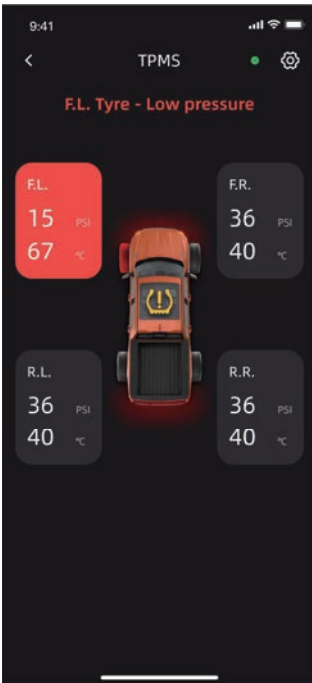 9:41
TPMS
F.L. Tyre - Low pressure
F.L.
15 PSI
67 °C
F.R.
36 PSI
40 °C
R.L.
36 PSI
40 °C
R.R.
36 PSI
40 °C